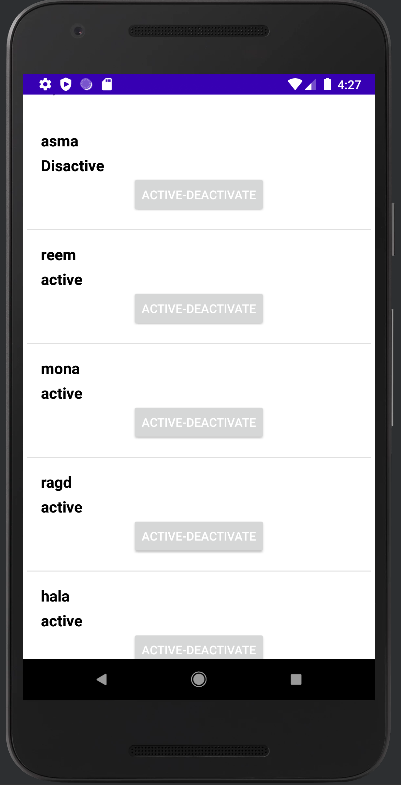 4:27
asma
Disactive
ACTIVE-DEACTIVATE
reem
active
ACTIVE-DEACTIVATE
mona
active
ACTIVE-DEACTIVATE
ragd
active
ACTIVE-DEACTIVATE
hala
active
ACTIVE-DEACTIVATE